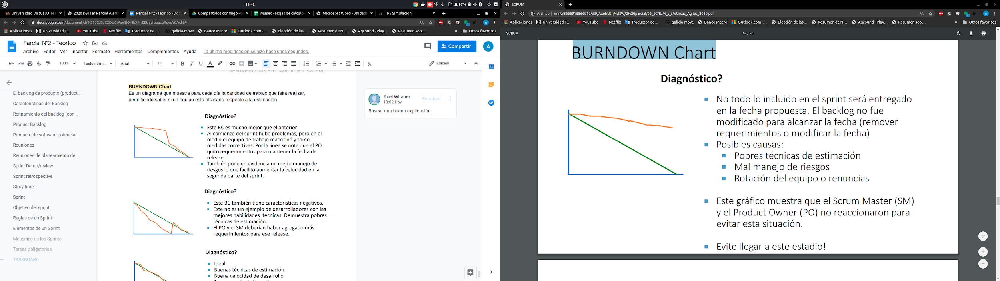 18:42
97%
Universidad Virtual UTN F
2020 DSI 1er Parcial Alerta
Parcial N°2 - Teorico - Doc
Compartidos conmigo - G
Museo - Hojas de cálculo
Microsoft Word - Unidad
TP5 Simulación
docs.google.com/document/d/1-316CJ3JC2DUCfAsV9kXHbX4irEEUyyfooucbXqvdY0/edit#
Aplicaciones
Universidad T...
YouTube
Netflix
Traductor de...
galicia-move
Banco Macro
Outlook.com -...
Elección de las...
Resumen de N...
Aground - Play...
Resumen sop...
»
Otros favoritos
Parcial N°2 - Teorico
Archivo Editar Ver Insertar Formato Herramientas Complementos Ayuda La última modificación se hizo hace unos segundos.
Compartir
A
100% Texto norm... Arial 11 B I U A Edición
31
RESUMEN COMPLETO PARCIAL N°2 ISW 2020
El backlog de producto (product...
Características del Backlog
Refinamiento del backlog (con ...
Product Backlog
Producto de software potencial...
Reuniones
Reuniones de planeamiento de ...
Sprint Demo/review
Sprint retrospective
Story time
Sprint
Objetivo del sprint
Reglas de un Sprint
Elementos de un Sprint
Mecánica de los Sprints
Tareas obligatorias
TASKBOARD
BURNDOWN Chart
Es un diagrama que muestra para cada día la cantidad de trabajo que falta realizar,
permitiendo saber si un equipo está atrasado respecto a la estimación
Diagnóstico?
Este BC es mucho mejor que el anterior
Al comienzo del sprint hubo problemas, pero en el
medio el equipo de trabajo reaccionó y tomo
medidas correctivas. Por la línea se nota que el PO
quitó requerimientos para mantener la fecha de
release.
También pone en evidencia un mejor manejo de
riesgos lo que facilitó aumentar la velocidad en la
segunda parte del sprint.
Diagnóstico?
Este BC también tiene características negativos.
Este no es un ejemplo de desarrolladores con las
mejores habilidades técnicas. Demuestra pobres
técnicas de estimación.
El PO y el SM deberían haber agregado más
requerimientos para ese release.
Diagnóstico?
Ideal
Buenas técnicas de estimación.
Buena velocidad de desarrollo
Axel Wismer
18:02 Hoy
Resolver
Buscar una buena explicación
SCRUM
Archivo | /mnt/B666916866912A5F/Axel/Utn/4/ISW/2%20parcial/06_SCRUM_y_Metricas_Agiles_2020.pdf
Aplicaciones
Universidad T...
YouTube
Netflix
Traductor de...
galicia-move
Banco Macro
Outlook.com -...
Elección de las...
Resumen de N...
Aground - Play...
Resumen sop...
»
Otros favoritos
SCRUM
63 / 90
BURNDOWN Chart
Diagnóstico?
No todo lo incluido en el sprint será entregado
en la fecha propuesta. El backlog no fue
modificado para alcanzar la fecha (remover
requerimientos o modificar la fecha)
Posibles causas:
Pobres técnicas de estimación
Mal manejo de riesgos
Rotación del equipo o renuncias
Este gráfico muestra que el Scrum Master (SM)
y el Product Owner (PO) no reaccionaron para
evitar esta situación.
Evite llegar a este estadio!